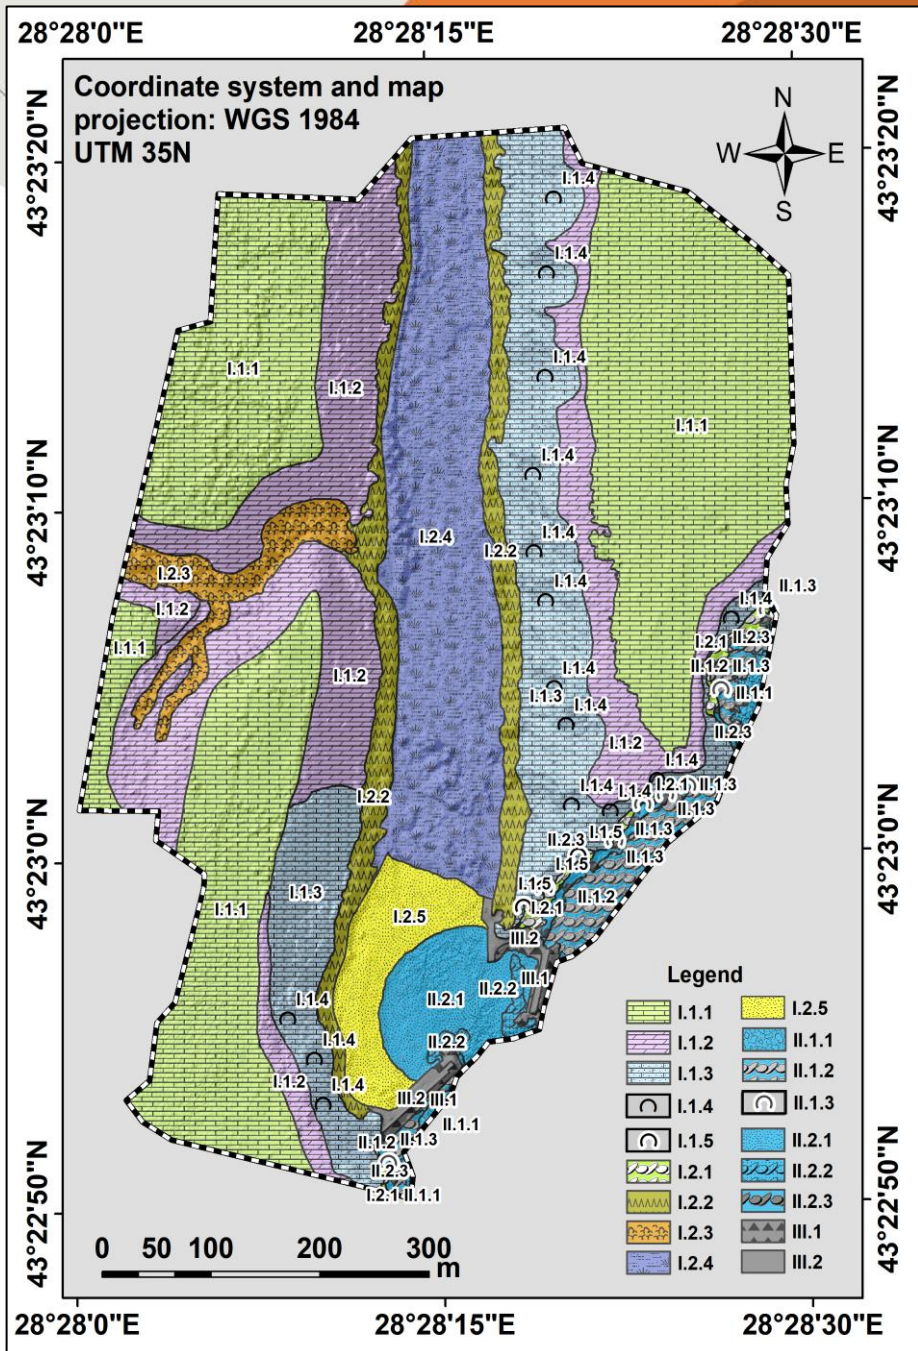 28°28'0"E 28°28'15"E 28°28'30"E
Coordinate system and map
projection: WGS 1984
UTM 35N
N
W E
S
43°23'20"N 43°23'20"N
I.1.4
I.1.4
I.1.4
I.1.1
I.1.2
I.1.1
I.1.4
43°23'10"N 43°23'10"N
I.1.4
I.2.4
I.2.2
I.2.3
I.1.4
II.1.3
I.1.2
I.1.4
I.1.1
I.2.1 II.2.3
I.1.2
I.1.4
II.1.2 II.1.3
I.1.3
II.1.1
I.1.4
II.2.3
I.1.2
I.1.4
I.2.2
I.1.4
I.1.4
I.2.1
II.1.3
II.1.3
I.1.5
II.1.3
II.2.3
43°23'0"N 43°23'0"N
I.1.5
II.1.3
I.1.3
I.1.5
II.1.2
I.1.1
I.2.1
I.2.5
III.2
III.1
II.2.2
II.2.1
I.1.4
I.1.4
II.2.2
I.1.2
I.1.4
III.2 III.1
II.1.1
II.1.2 II.1.3
II.2.3
I.2.1 II.1.1
43°22'50"N 43°22'50"N
Legend
I.1.1 I.2.5
I.1.2 II.1.1
I.1.3 II.1.2
I.1.4 II.1.3
I.1.5 II.2.1
I.2.1 II.2.2
I.2.2 II.2.3
I.2.3 III.1
I.2.4 III.2
0 50 100 200 300
m
28°28'0"E 28°28'15"E 28°28'30"E